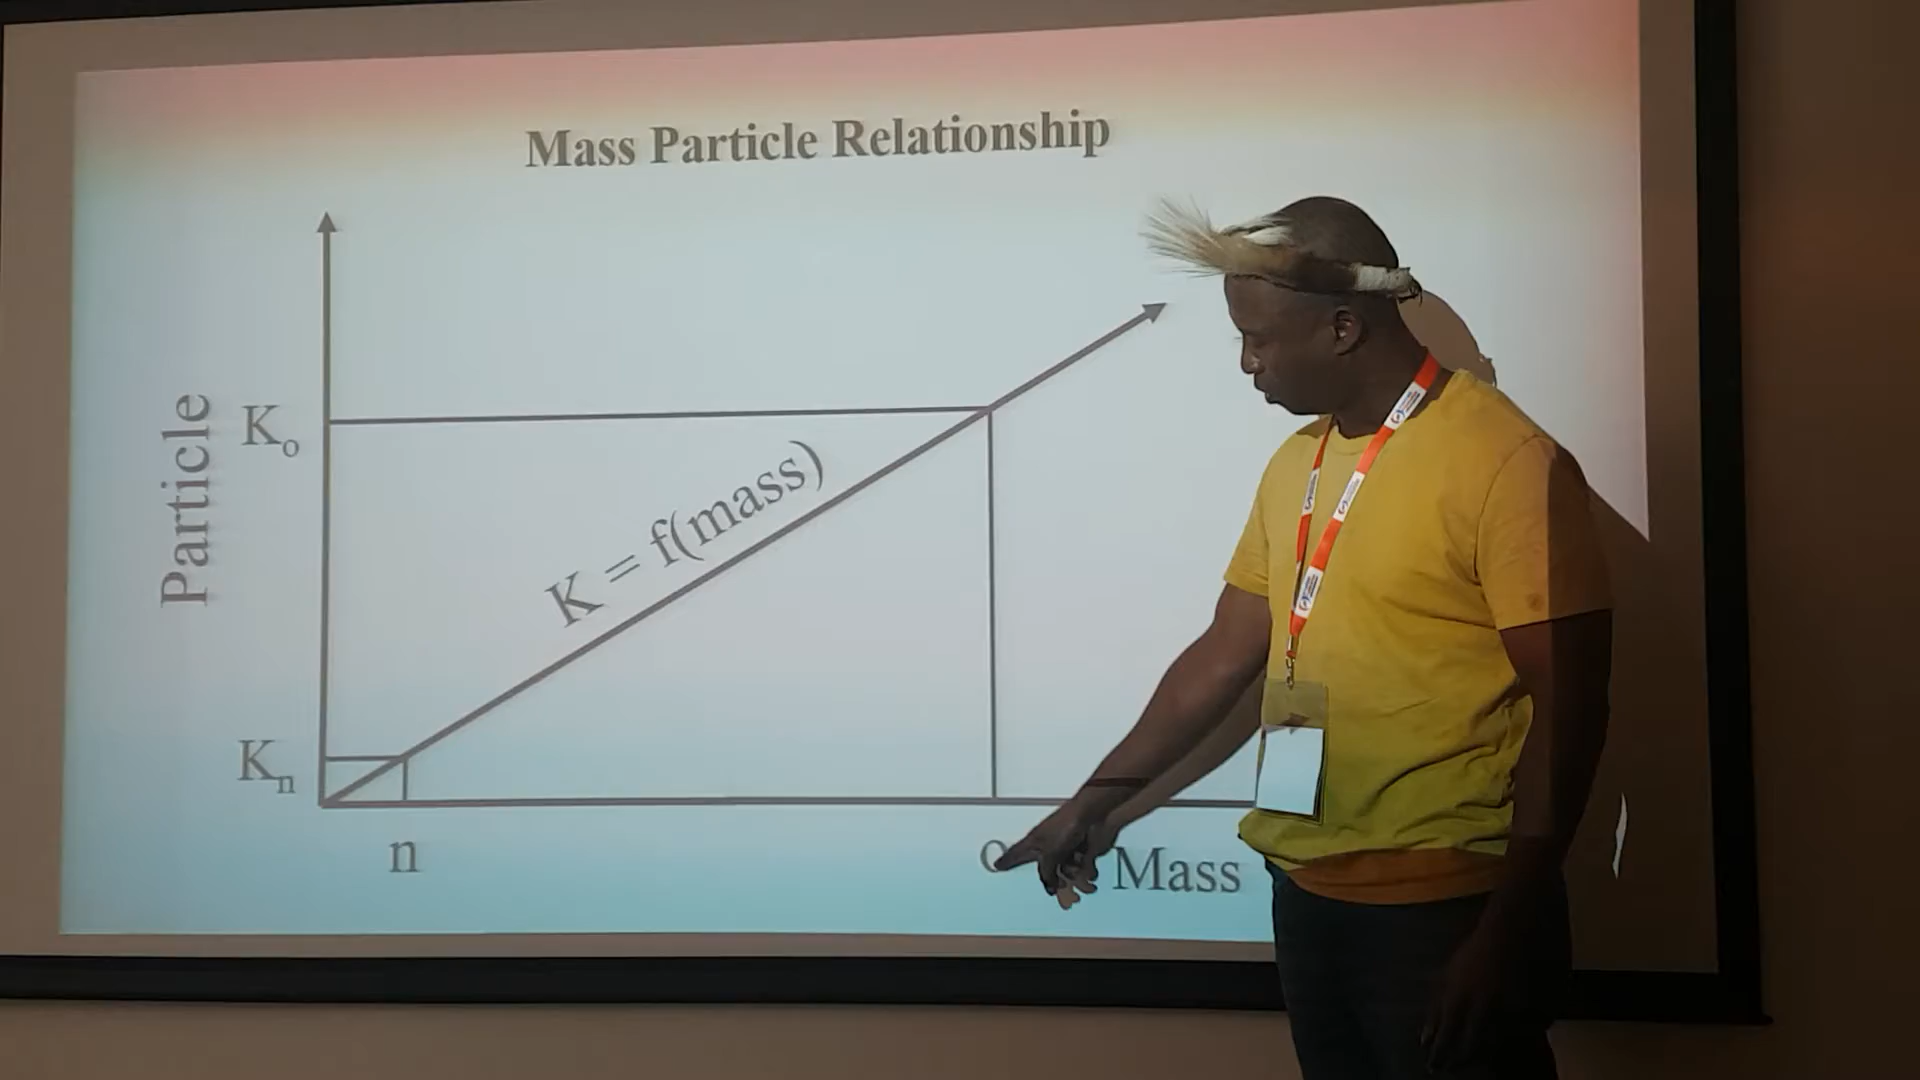 Mass Particle Relationship
Particle
K₀
K = f(mass)
Kₙ
n
o
Mass